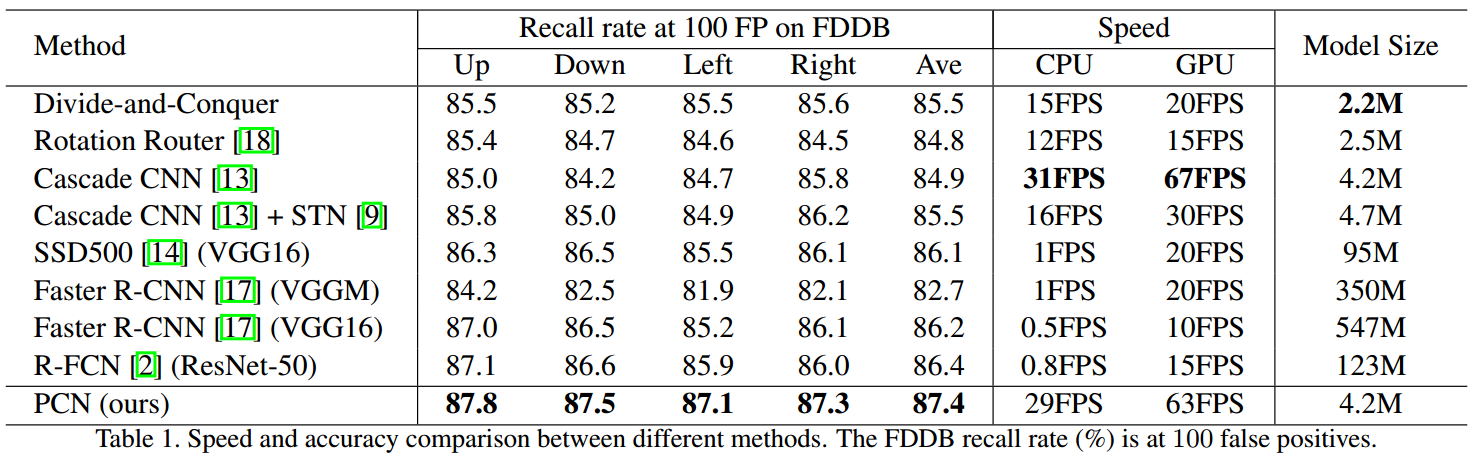 Method Recall rate at 100 FP on FDDB Speed Model Size
Up Down Left Right Ave CPU GPU
Divide-and-Conquer 85.5 85.2 85.5 85.6 85.5 15FPS 20FPS 2.2M
Rotation Router [18] 85.4 84.7 84.6 84.5 84.8 12FPS 15FPS 2.5M
Cascade CNN [13] 85.0 84.2 84.7 85.8 84.9 31FPS 67FPS 4.2M
Cascade CNN [13] + STN [9] 85.8 85.0 84.9 86.2 85.5 16FPS 30FPS 4.7M
SSD500 [14] (VGG16) 86.3 86.5 85.5 86.1 86.1 1FPS 20FPS 95M
Faster R-CNN [17] (VGGM) 84.2 82.5 81.9 82.1 82.7 1FPS 20FPS 350M
Faster R-CNN [17] (VGG16) 87.0 86.5 85.2 86.1 86.2 0.5FPS 10FPS 547M
R-FCN [2] (ResNet-50) 87.1 86.6 85.9 86.0 86.4 0.8FPS 15FPS 123M
PCN (ours) 87.8 87.5 87.1 87.3 87.4 29FPS 63FPS 4.2M
Table 1. Speed and accuracy comparison between different methods. The FDDB recall rate (%) is at 100 false positives.